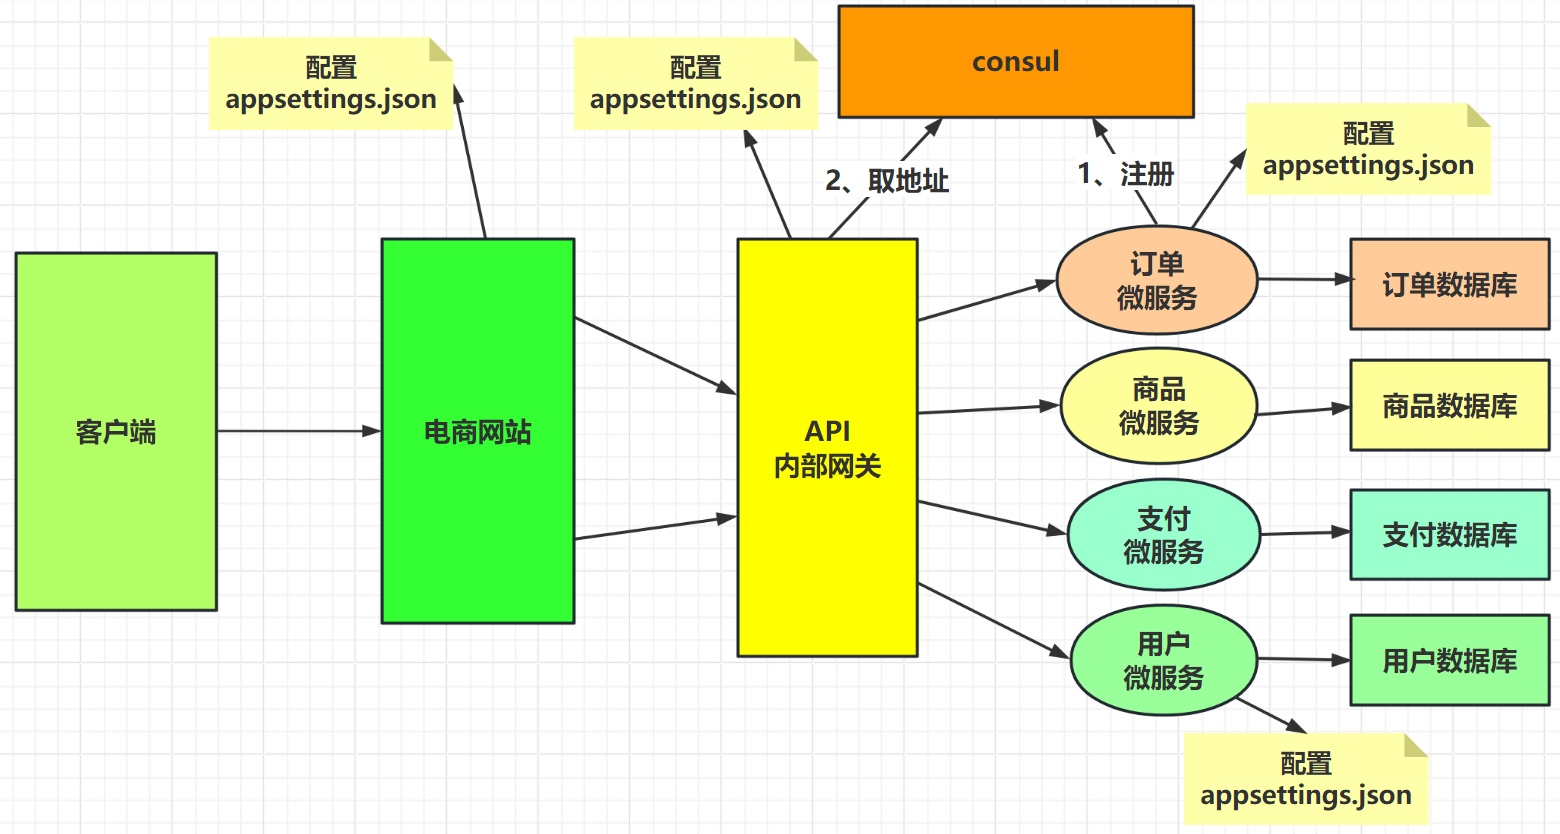 配置
appsettings.json
配置
appsettings.json
consul
配置
appsettings.json
2、取地址
1、注册
客户端
电商网站
API
内部网关
订单
微服务
订单数据库
商品
微服务
商品数据库
支付
微服务
支付数据库
用户
微服务
用户数据库
配置
appsettings.json